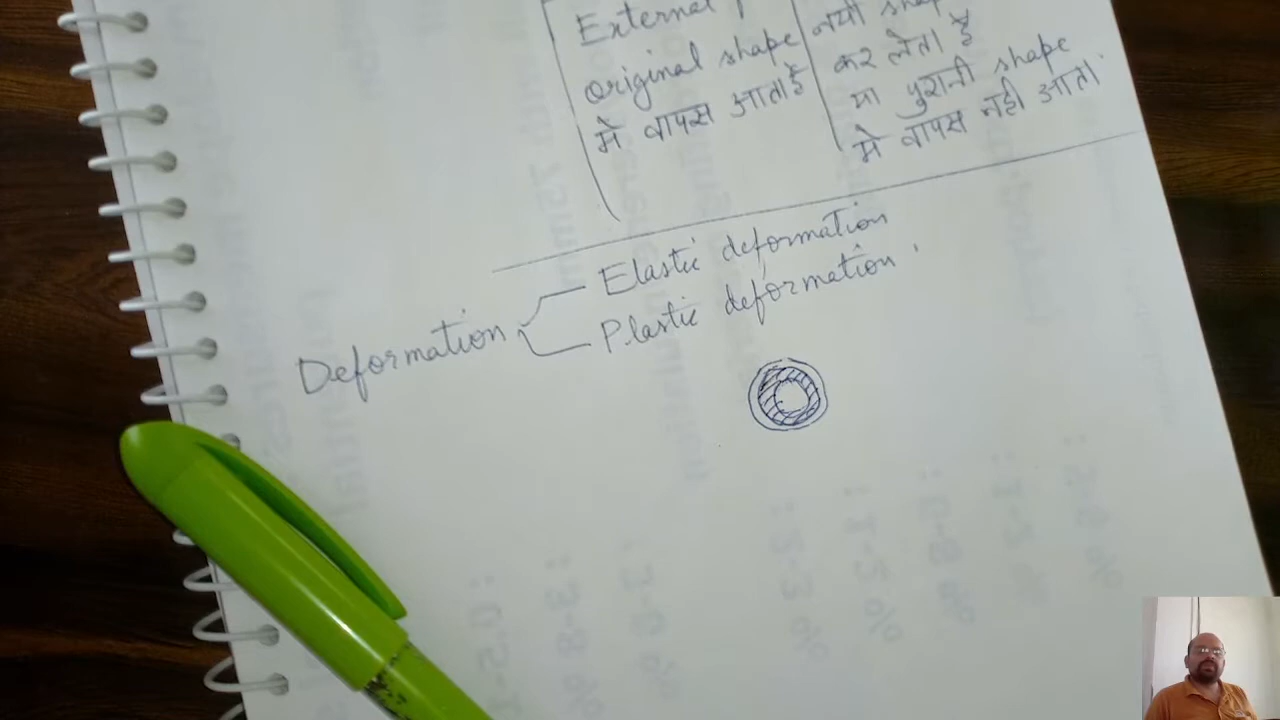 External
original shape
मे वापस आता है
नयी
कर लेता है
या पुरानी shape
मे वापस नही आता.
Deformation
Elastic deformation
Plastic deformation.